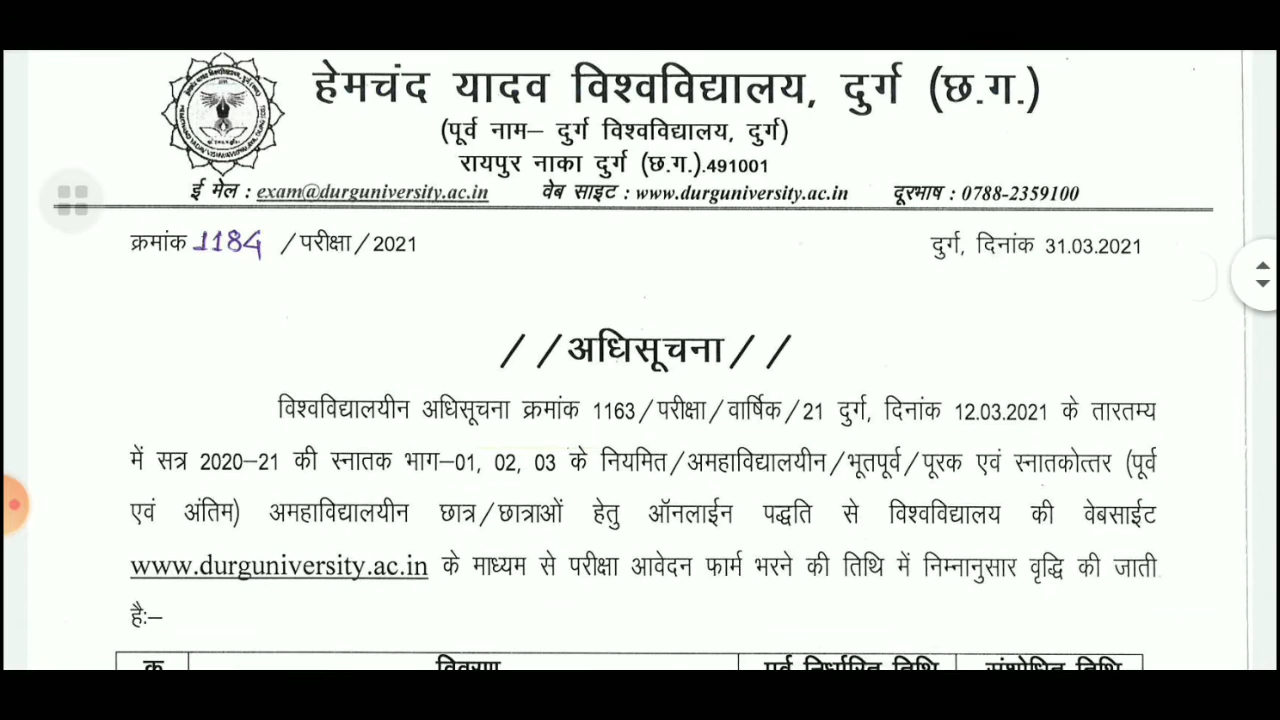 हेमचंद यादव विश्वविद्यालय, दुर्ग (छ.ग.)
(पूर्व नाम– दुर्ग विश्वविद्यालय, दुर्ग)
रायपुर नाका दुर्ग (छ.ग.).491001
ई मेल : exam@durguniversity.ac.in वेब साइट : www.durguniversity.ac.in दूरभाष : 0788-2359100
क्रमांक 1184 /परीक्षा/2021 दुर्ग, दिनांक 31.03.2021
//अधिसूचना//
विश्वविद्यालयीन अधिसूचना क्रमांक 1163/परीक्षा/वार्षिक/21 दुर्ग, दिनांक 12.03.2021 के तारतम्य
में सत्र 2020–21 की स्नातक भाग–01, 02, 03 के नियमित/अमहाविद्यालयीन/भूतपूर्व/पूरक एवं स्नातकोत्तर (पूर्व
एवं अंतिम) अमहाविद्यालयीन छात्र/छात्राओं हेतु ऑनलाईन पद्धति से विश्वविद्यालय की वेबसाईट
www.durguniversity.ac.in के माध्यम से परीक्षा आवेदन फार्म भरने की तिथि में निम्नानुसार वृद्धि की जाती
है:–
क विवरण पूर्व निर्धारित तिथि संशोधित तिथि